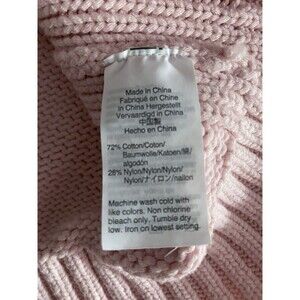 Made in China
Fabriqué en Chine
in China Hergestellt
Vervaardigd in China
中国製
Hecho en China
72% Cotton/Coton/
Baumwolle/Katoen/綿/
algodón
28% Nylon/Nylon/Nylon/
Nylon/ナイロン/nailon
Machine wash cold with
like colors. Non chlorine
bleach only. Tumble dry
low. Iron on lowest setting.